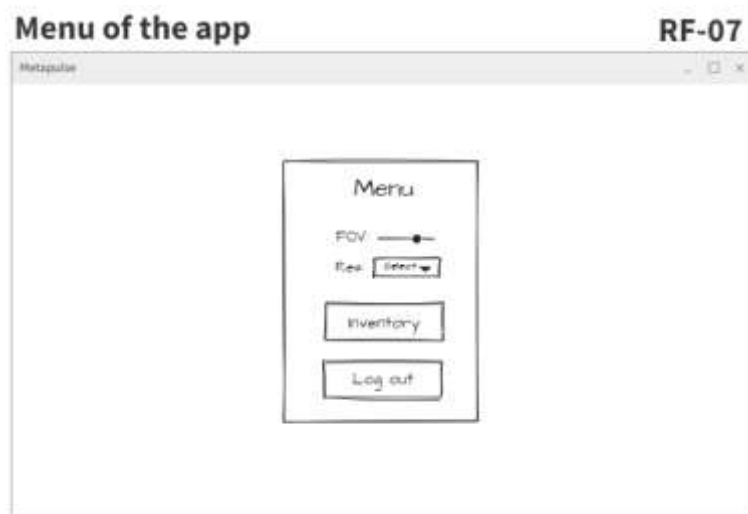 Menu of the app RF-07
Metapulse
Menu
FOV
Res Select
Inventory
Log out